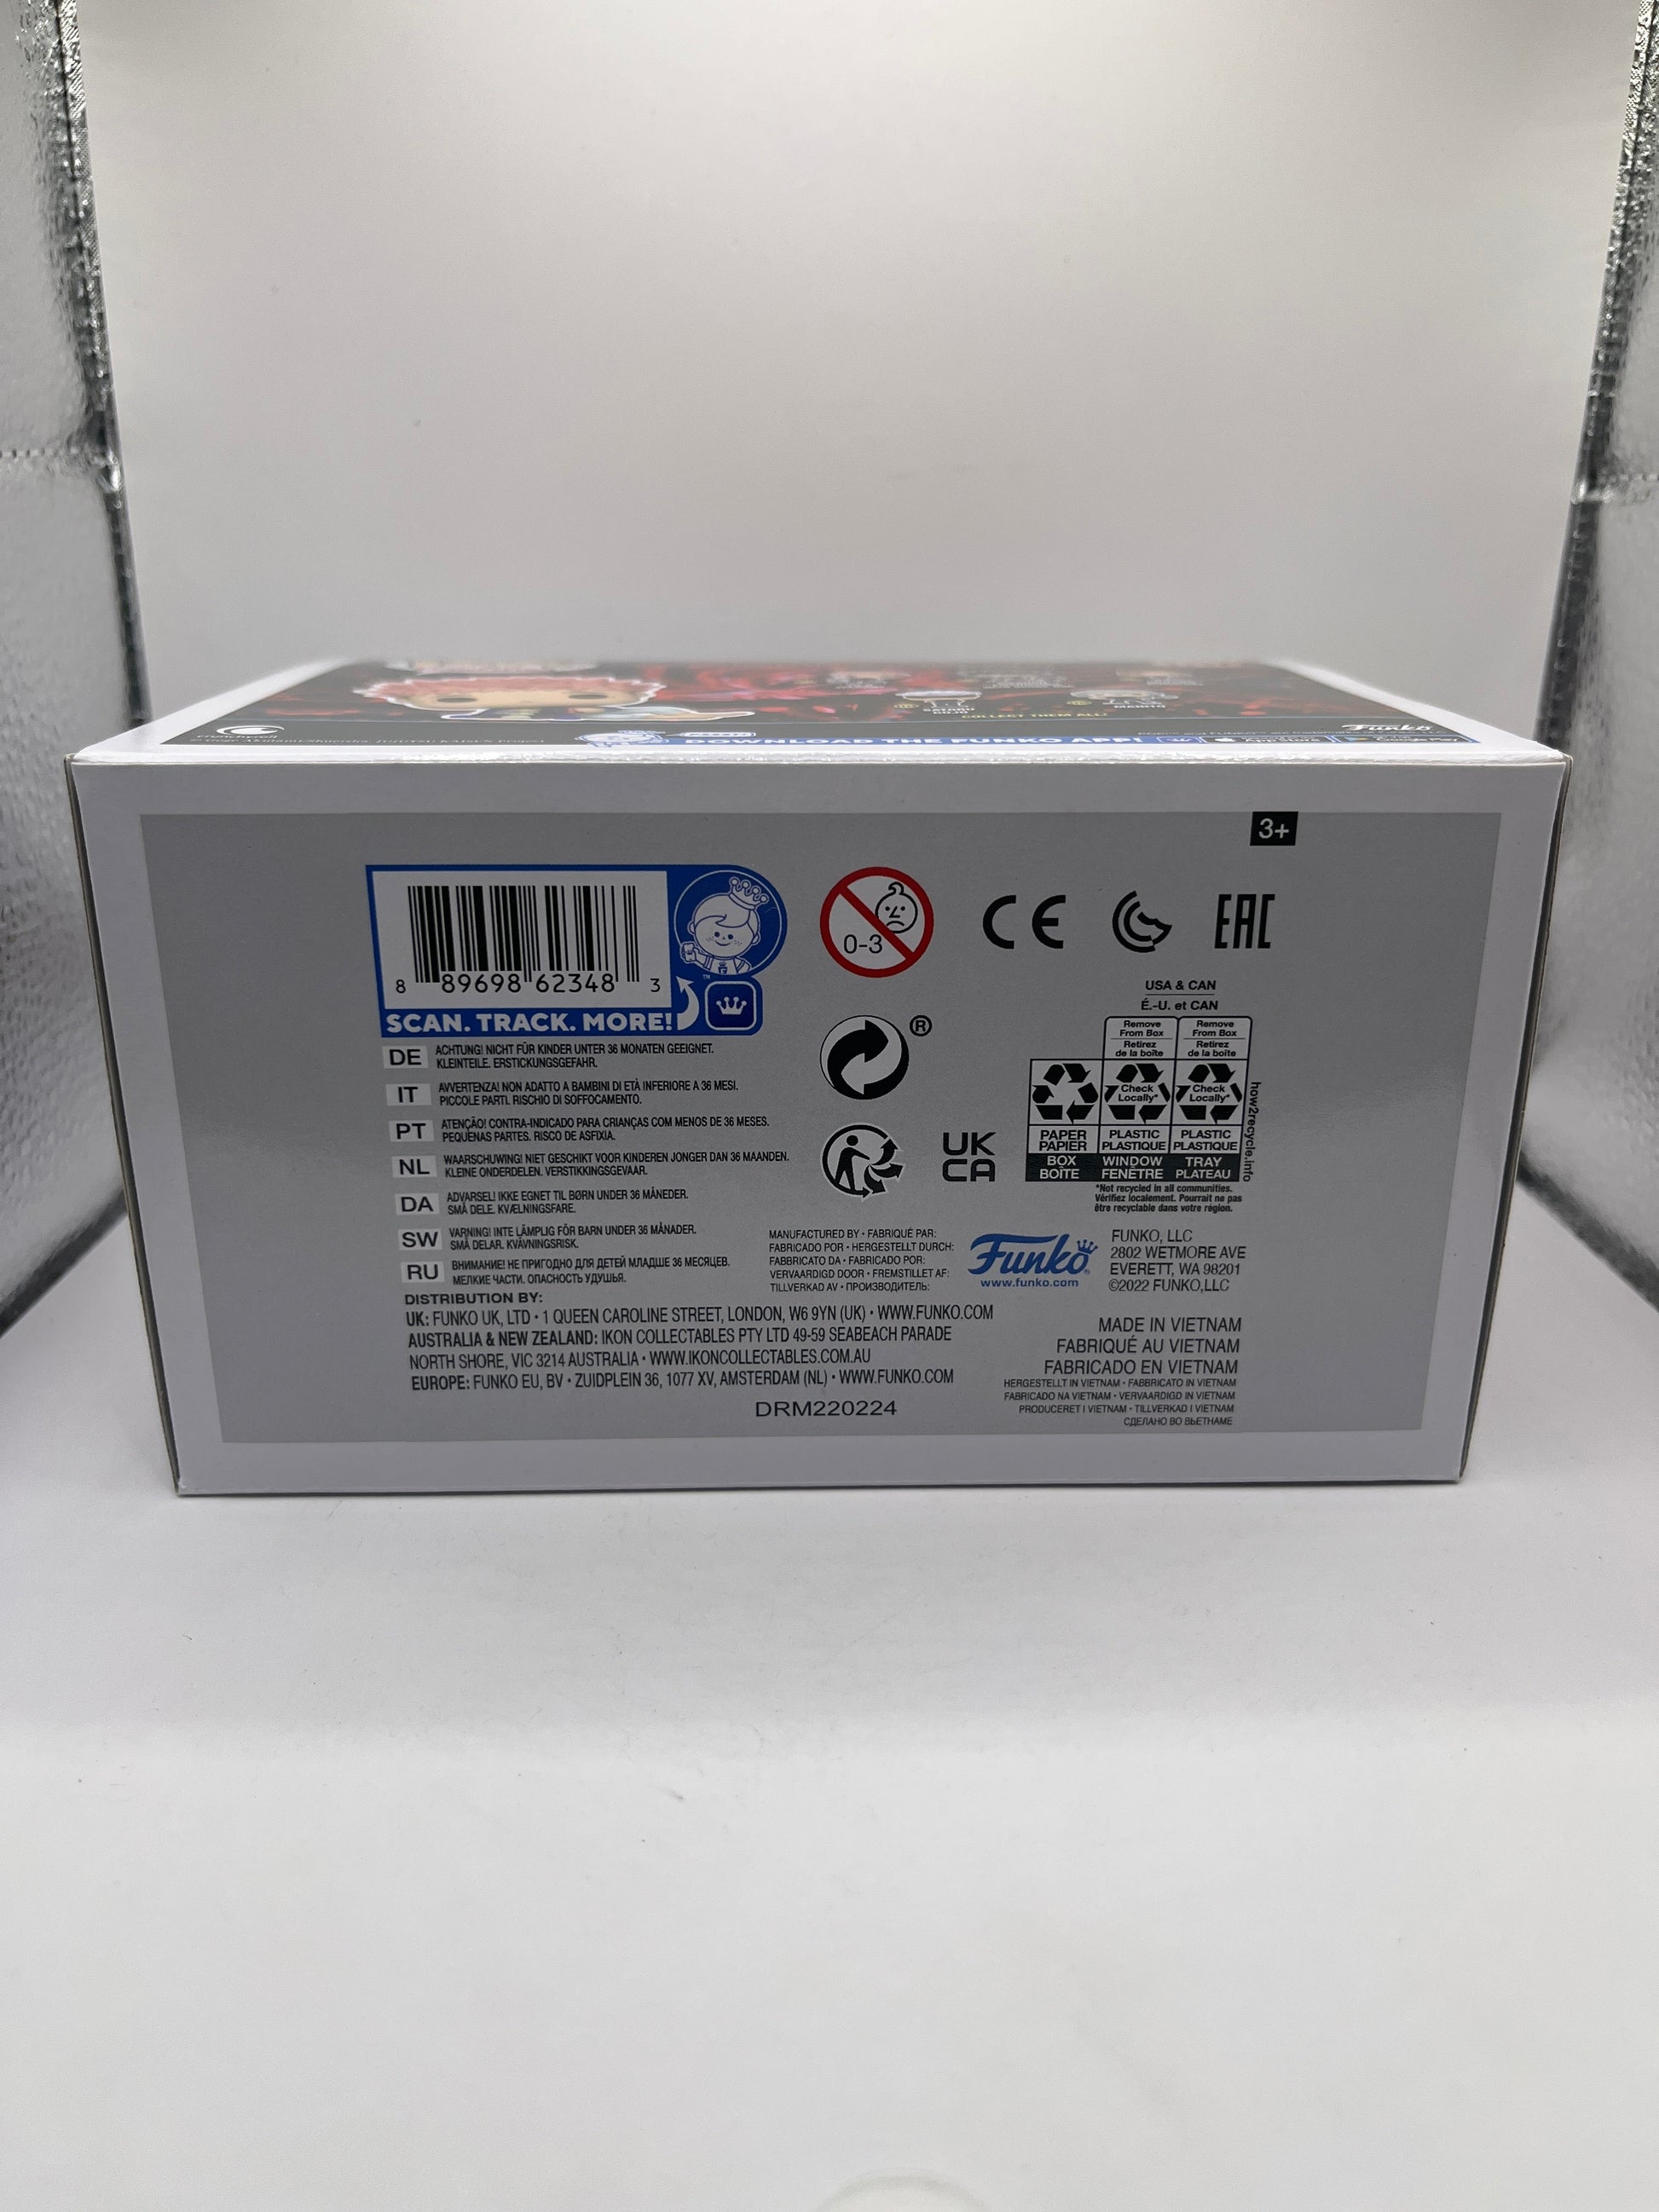 crunchyroll
COLLECT THEM ALL!
Funko
DOWNLOAD THE FUNKO APP!
Google Play
3+
8 89698 62348 3
SCAN. TRACK. MORE!
™
0-3
CE
EAC
DE
ACHTUNG! NICHT FÜR KINDER UNTER 36 MONATEN GEEIGNET.
KLEINTEILE. ERSTICKUNGSGEFAHR.
IT
AVVERTENZA! NON ADATTO A BAMBINI DI ETÀ INFERIORE A 36 MESI.
PICCOLE PARTI. RISCHIO DI SOFFOCAMENTO.
PT
ATENÇÃO! CONTRA-INDICADO PARA CRIANÇAS COM MENOS DE 36 MESES.
PEQUENAS PARTES. RISCO DE ASFIXIA.
NL
WAARSCHUWING! NIET GESCHIKT VOOR KINDEREN JONGER DAN 36 MAANDEN.
KLEINE ONDERDELEN. VERSTIKKINGSGEVAAR.
DA
ADVARSEL! IKKE EGNET TIL BØRN UNDER 36 MÅNEDER.
SMÅ DELE. KVÆLNINGSFARE.
SW
VARNING! INTE LÄMPLIG FÖR BARN UNDER 36 MÅNADER.
SMÅ DELAR. KVÄVNINGSRISK.
RU
ВНИМАНИЕ! НЕ ПРИГОДНО ДЛЯ ДЕТЕЙ МЛАДШЕ 36 МЕСЯЦЕВ.
МЕЛКИЕ ЧАСТИ. ОПАСНОСТЬ УДУШЬЯ.
®
UK
CA
USA & CAN
É.-U. et CAN
Remove From Box
Retirez de la boîte
Remove From Box
Retirez de la boîte
Check Locally*
Check Locally*
PAPER PAPIER
PLASTIC PLASTIQUE
PLASTIC PLASTIQUE
BOX BOÎTE
WINDOW FENÊTRE
TRAY PLATEAU
how2recycle.info
*Not recycled in all communities.
Vérifiez localement. Pourrait ne pas
être recyclable dans votre région.
MANUFACTURED BY • FABRIQUÉ PAR:
FABRICADO POR • HERGESTELLT DURCH:
FABBRICATO DA • FABRICADO POR:
VERVAARDIGD DOOR • FREMSTILLET AF:
TILLVERKAD AV • ПРОИЗВОДИТЕЛЬ:
Funko
www.funko.com
FUNKO, LLC
2802 WETMORE AVE
EVERETT, WA 98201
©2022 FUNKO,LLC
DISTRIBUTION BY:
UK: FUNKO UK, LTD • 1 QUEEN CAROLINE STREET, LONDON, W6 9YN (UK) • WWW.FUNKO.COM
AUSTRALIA & NEW ZEALAND: IKON COLLECTABLES PTY LTD 49-59 SEABEACH PARADE
NORTH SHORE, VIC 3214 AUSTRALIA • WWW.IKONCOLLECTABLES.COM.AU
EUROPE: FUNKO EU, BV • ZUIDPLEIN 36, 1077 XV, AMSTERDAM (NL) • WWW.FUNKO.COM
DRM220224
MADE IN VIETNAM
FABRIQUÉ AU VIETNAM
FABRICADO EN VIETNAM
HERGESTELLT IN VIETNAM • FABBRICATO IN VIETNAM
FABRICADO NA VIETNAM • VERVAARDIGD IN VIETNAM
PRODUCERET I VIETNAM • TILLVERKAD I VIETNAM
СДЕЛАНО ВО ВЬЕТНАМЕ